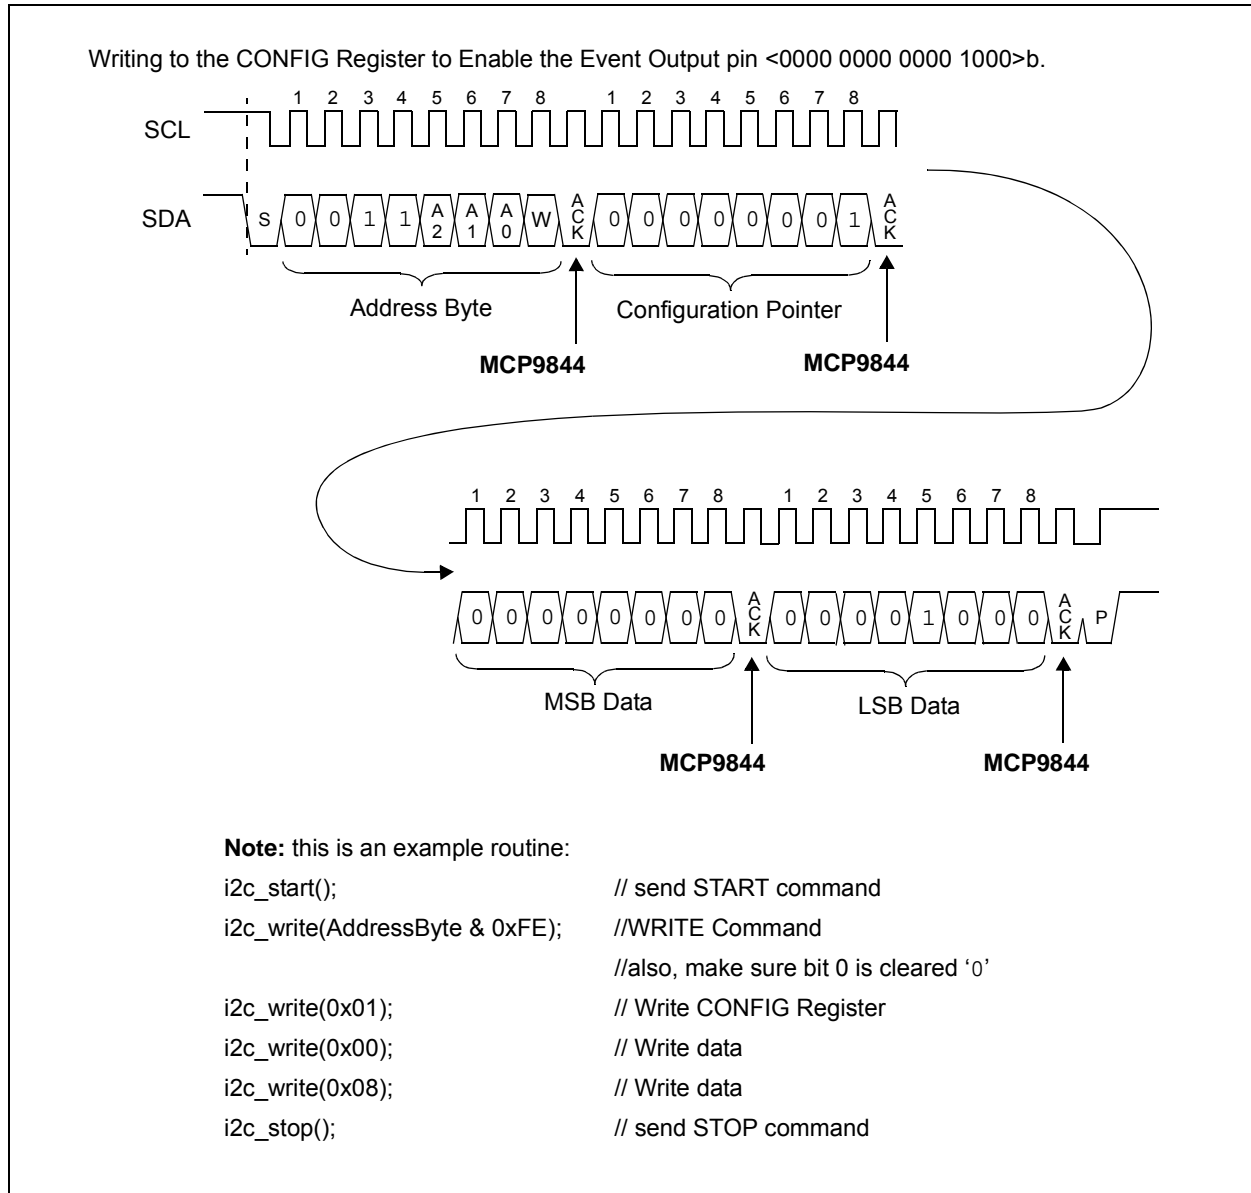 Writing to the CONFIG Register to Enable the Event Output pin <0000 0000 0000 1000>b.
1 2 3 4 5 6 7 8 1 2 3 4 5 6 7 8
SCL
SDA S 0 0 1 1 A2 A1 A0 W ACK 0 0 0 0 0 0 0 1 ACK
Address Byte Configuration Pointer
MCP9844 MCP9844
1 2 3 4 5 6 7 8 1 2 3 4 5 6 7 8
0 0 0 0 0 0 0 0 ACK 0 0 0 0 1 0 0 0 ACK P
MSB Data LSB Data
MCP9844 MCP9844
Note: this is an example routine:
i2c_start(); // send START command
i2c_write(AddressByte & 0xFE); //WRITE Command
//also, make sure bit 0 is cleared ‘0’
i2c_write(0x01); // Write CONFIG Register
i2c_write(0x00); // Write data
i2c_write(0x08); // Write data
i2c_stop(); // send STOP command